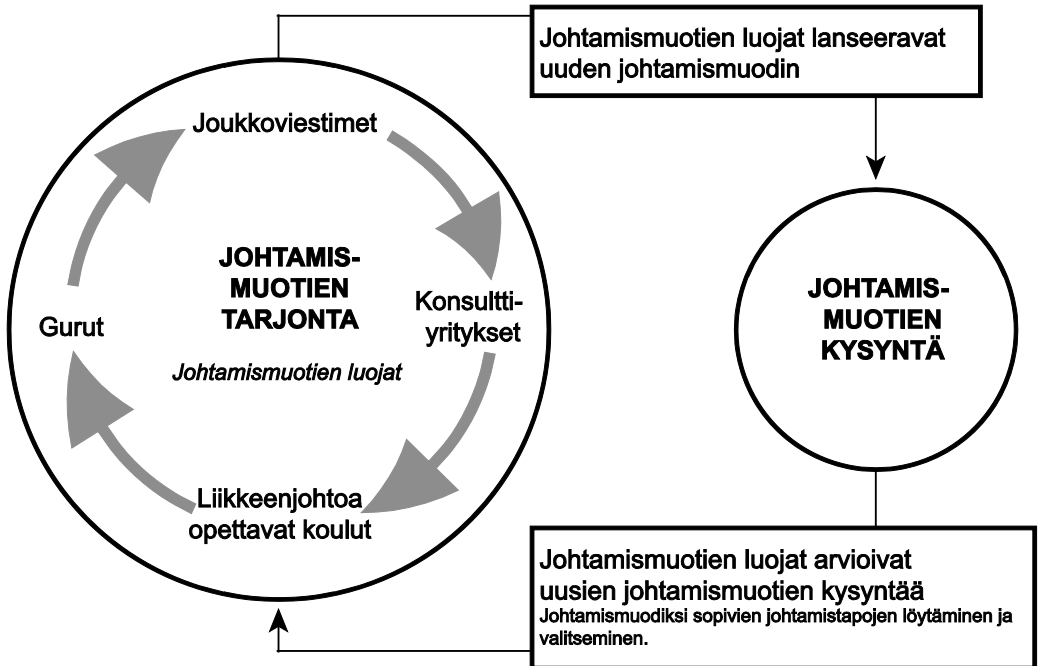 Johtamismuotien luojat lanseeravat
uuden johtamismuodin
Joukkoviestimet
JOHTAMIS-
MUOTIEN
TARJONTA
Johtamismuotien luojat
Konsultti-
yritykset
Gurut
Liikkeenjohtoa
opettavat koulut
JOHTAMIS-
MUOTIEN
KYSYNTÄ
Johtamismuotien luojat arvioivat
uusien johtamismuotien kysyntää
Johtamismuodiksi sopivien johtamistapojen löytäminen ja
valitseminen.